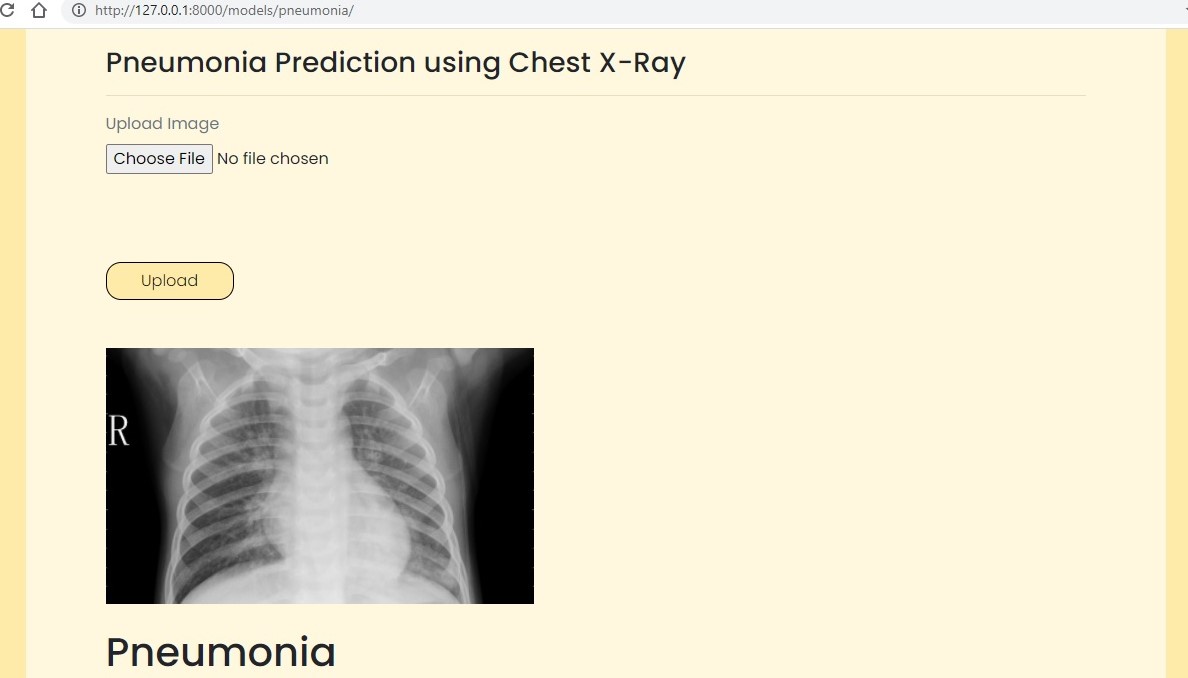 http://127.0.0.1:8000/models/pneumonia/
Pneumonia Prediction using Chest X-Ray
Upload Image
Choose File No file chosen
Upload
R
Pneumonia